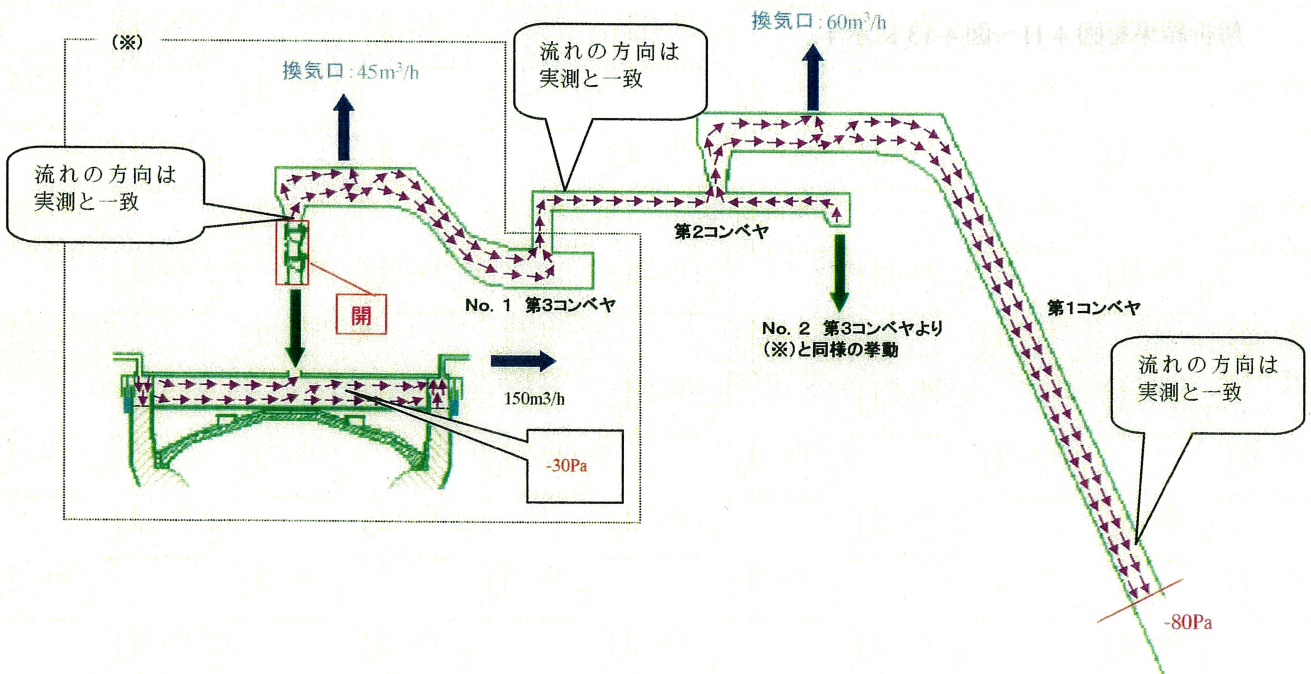 (※)
換気口:45m³/h
流れの方向は
実測と一致
開
No. 1 第3コンベヤ
150m3/h
-30Pa
流れの方向は
実測と一致
第2コンベヤ
換気口:60m³/h
No. 2 第3コンベヤより
(※)と同様の挙動
第1コンベヤ
流れの方向は
実測と一致
-80Pa